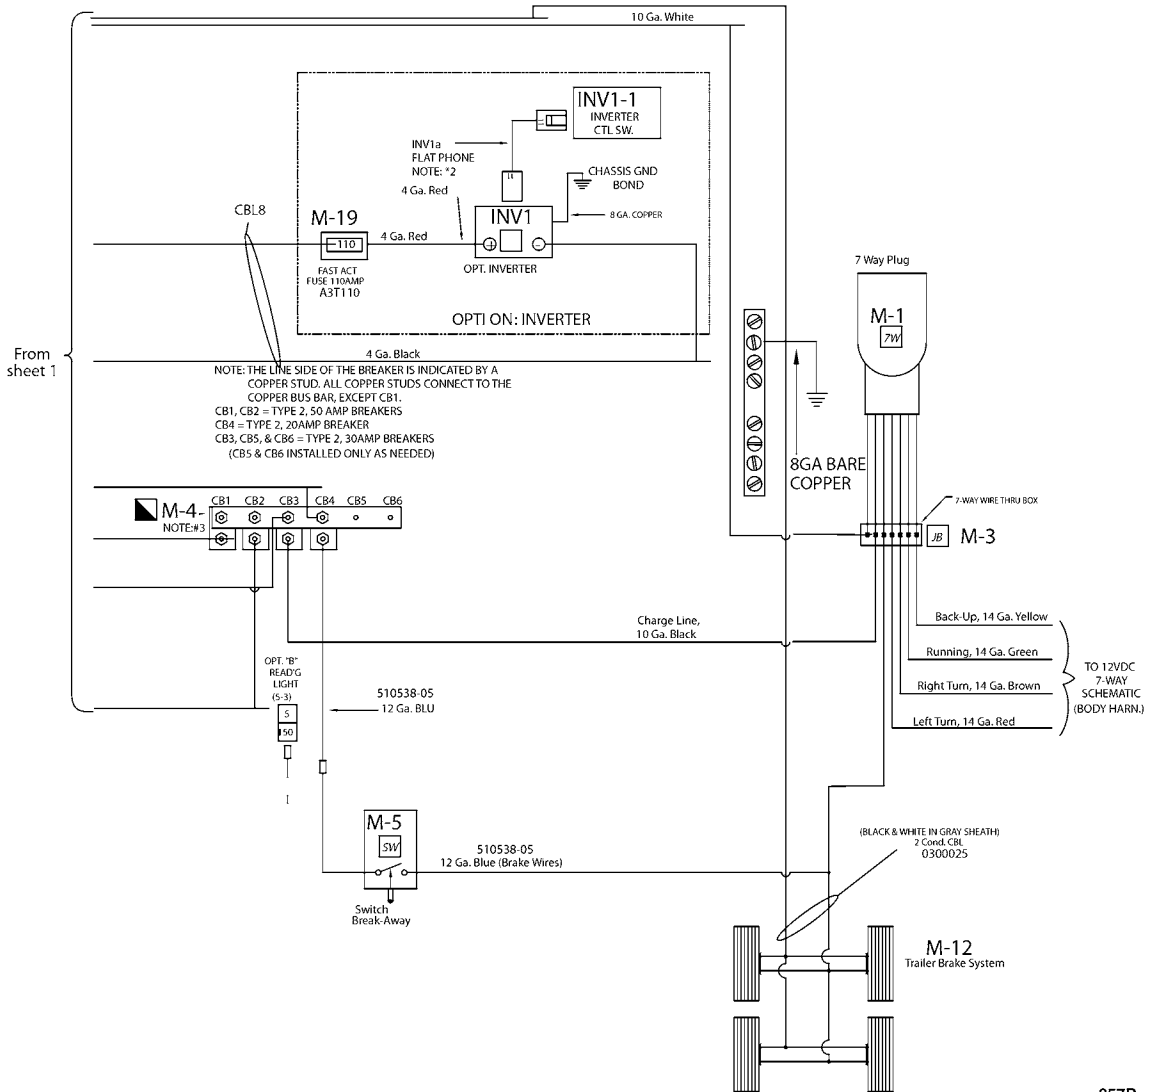 10 Ga. White
INV1-1
INVERTER
CTL SW.
INV1a
FLAT PHONE
NOTE: *2
CHASSIS GND
BOND
4 Ga. Red
8 GA. COPPER
CBL8
M-19
110
4 Ga. Red
INV1
+
-
FAST ACT
FUSE 110AMP
A3T110
OPT. INVERTER
OPTI ON: INVERTER
7 Way Plug
M-1
7W
From
sheet 1
4 Ga. Black
NOTE: THE LINE SIDE OF THE BREAKER IS INDICATED BY A
COPPER STUD. ALL COPPER STUDS CONNECT TO THE
COPPER BUS BAR, EXCEPT CB1.
CB1, CB2 = TYPE 2, 50 AMP BREAKERS
CB4 = TYPE 2, 20AMP BREAKER
CB3, CB5, & CB6 = TYPE 2, 30AMP BREAKERS
(CB5 & CB6 INSTALLED ONLY AS NEEDED)
8GA BARE
COPPER
7-WAY WIRE THRU BOX
M-4
NOTE:#3
CB1 CB2 CB3 CB4 CB5 CB6
JB
M-3
Charge Line,
10 Ga. Black
Back-Up, 14 Ga. Yellow
Running, 14 Ga. Green
Right Turn, 14 Ga. Brown
Left Turn, 14 Ga. Red
TO 12VDC
7-WAY
SCHEMATIC
(BODY HARN.)
OPT. "B"
READ'G
LIGHT
(5-3)
5
150
510538-05
12 Ga. BLU
M-5
SW
510538-05
12 Ga. Blue (Brake Wires)
Switch
Break-Away
(BLACK & WHITE IN GRAY SHEATH)
2 Cond. CBL
0300025
M-12
Trailer Brake System